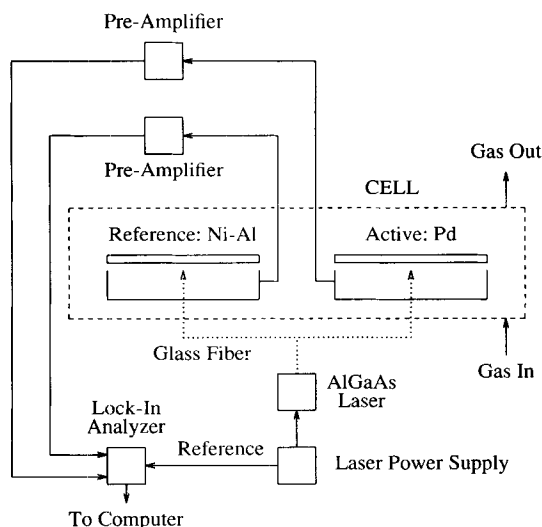 Pre-Amplifier
Pre-Amplifier
Gas Out
CELL
Reference: Ni-Al
Active: Pd
Glass Fiber
Gas In
AlGaAs
Laser
Lock-In
Analyzer
Reference
Laser Power Supply
To Computer